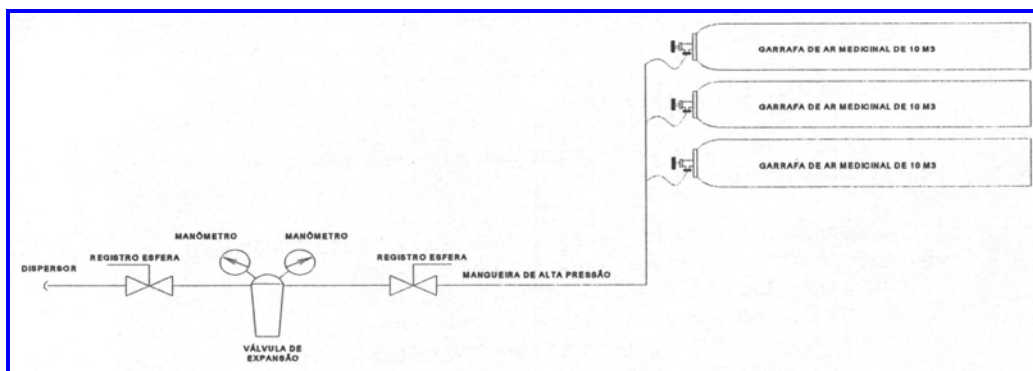 GARRAFA DE AR MEDICINAL DE 10 M3
GARRAFA DE AR MEDICINAL DE 10 M3
GARRAFA DE AR MEDICINAL DE 10 M3
MANÔMETRO
MANÔMETRO
REGISTRO ESFERA
REGISTRO ESFERA
DISPERSOR
MANGUEIRA DE ALTA PRESSÃO
VÁLVULA DE
EXPANSÃO